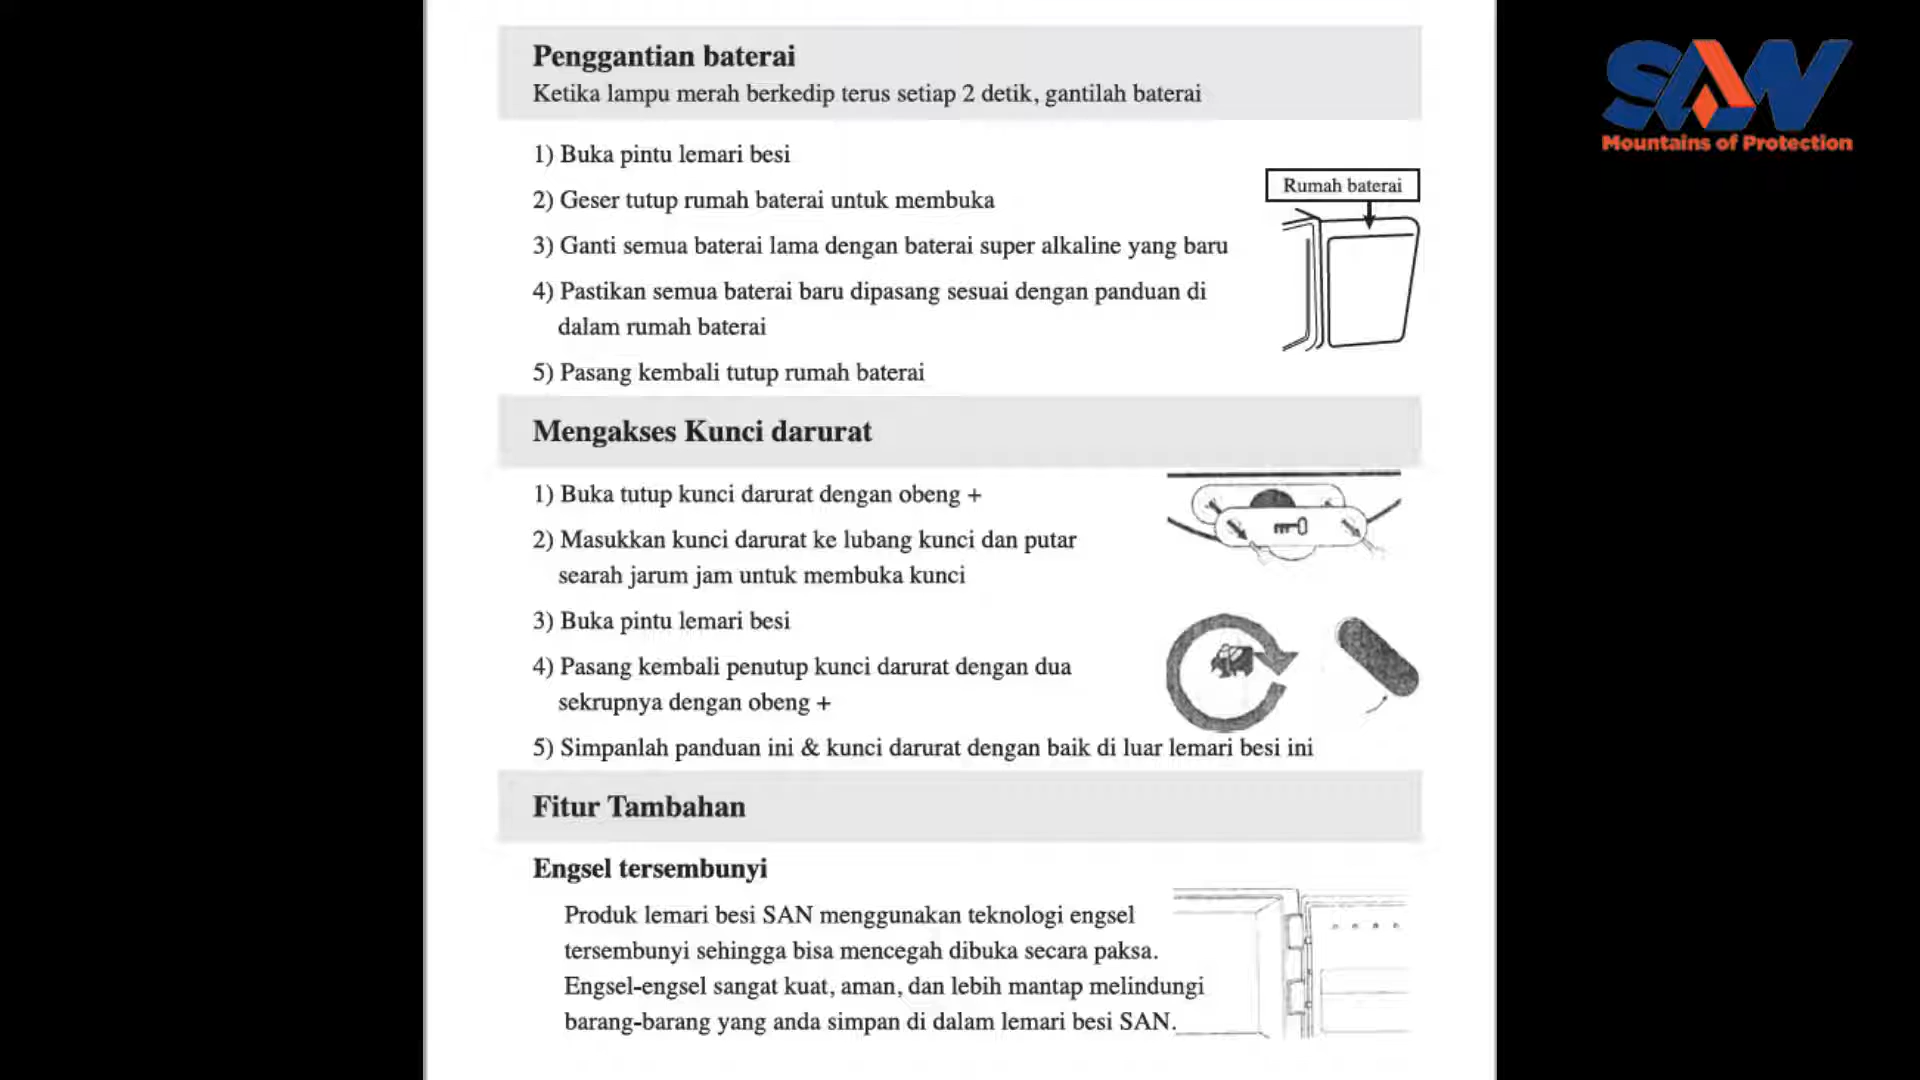 Penggantian baterai
Ketika lampu merah berkedip terus setiap 2 detik, gantilah baterai
SAN
Mountains of Protection
1) Buka pintu lemari besi
Rumah baterai
2) Geser tutup rumah baterai untuk membuka
3) Ganti semua baterai lama dengan baterai super alkaline yang baru
4) Pastikan semua baterai baru dipasang sesuai dengan panduan di
dalam rumah baterai
5) Pasang kembali tutup rumah baterai
Mengakses Kunci darurat
1) Buka tutup kunci darurat dengan obeng +
2) Masukkan kunci darurat ke lubang kunci dan putar
searah jarum jam untuk membuka kunci
3) Buka pintu lemari besi
4) Pasang kembali penutup kunci darurat dengan dua
sekrupnya dengan obeng +
5) Simpanlah panduan ini & kunci darurat dengan baik di luar lemari besi ini
Fitur Tambahan
Engsel tersembunyi
Produk lemari besi SAN menggunakan teknologi engsel
tersembunyi sehingga bisa mencegah dibuka secara paksa.
Engsel-engsel sangat kuat, aman, dan lebih mantap melindungi
barang-barang yang anda simpan di dalam lemari besi SAN.